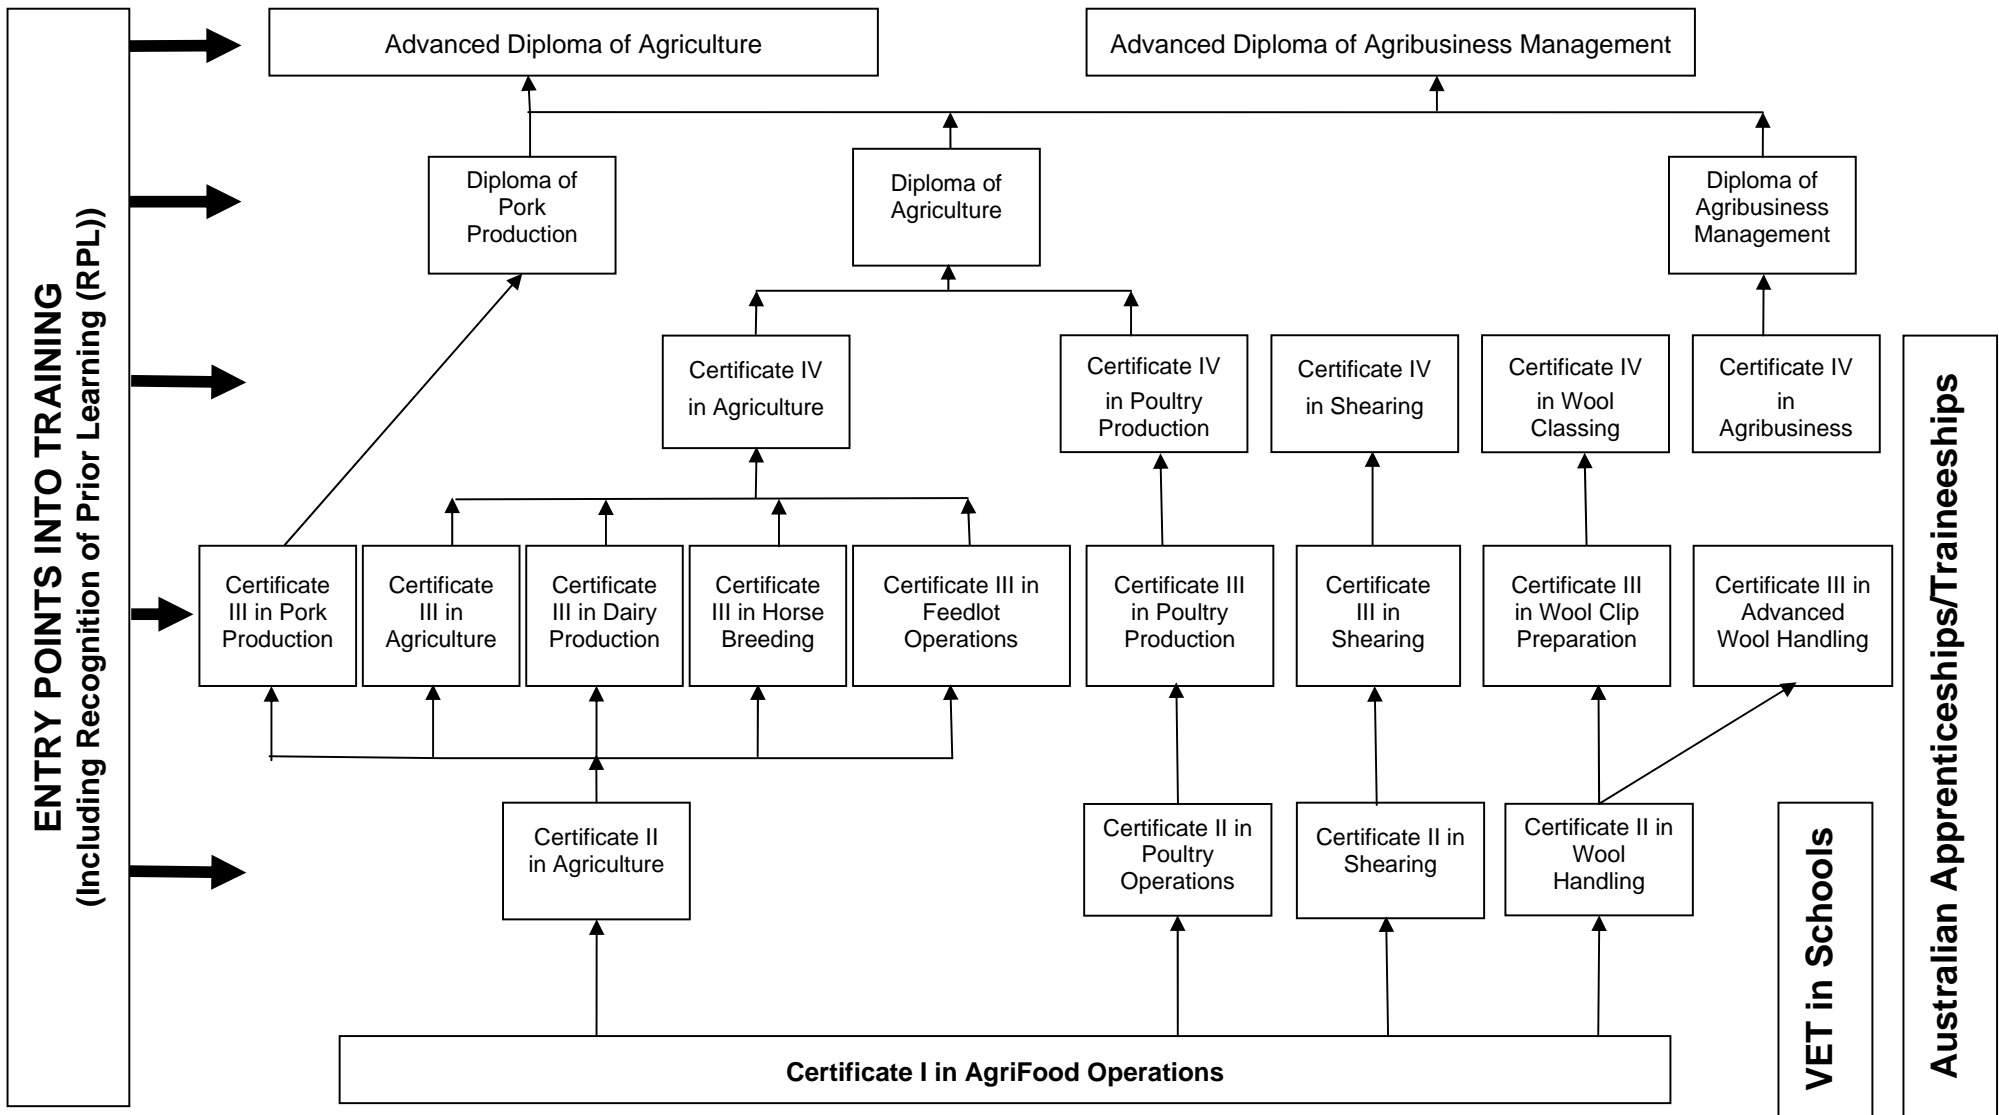 ENTRY POINTS INTO TRAINING
(Including Recognition of Prior Learning (RPL))
Advanced Diploma of Agriculture
Advanced Diploma of Agribusiness Management
Diploma of
Pork
Production
Diploma of
Agriculture
Diploma of
Agribusiness
Management
Certificate IV
in Agriculture
Certificate IV
in Poultry
Production
Certificate IV
in Shearing
Certificate IV
in Wool
Classing
Certificate IV
in
Agribusiness
Certificate
III in Pork
Production
Certificate
III in
Agriculture
Certificate
III in Dairy
Production
Certificate
III in Horse
Breeding
Certificate III in
Feedlot
Operations
Certificate III
in Poultry
Production
Certificate
III in
Shearing
Certificate III
in Wool Clip
Preparation
Certificate III in
Advanced
Wool Handling
Certificate II
in Agriculture
Certificate II in
Poultry
Operations
Certificate II in
Shearing
Certificate II in
Wool
Handling
Certificate I in AgriFood Operations
VET in Schools
Australian Apprenticeships/Traineeships